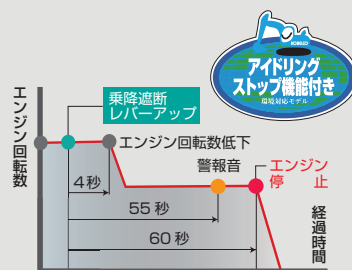 KOBELCO
アイドリング
ストップ機能付き
環境対応モデル
エンジン回転数
乗降遮断
レバーアップ
エンジン回転数低下
警報音
エンジン
停 止
4秒
55秒
60秒
経過時間